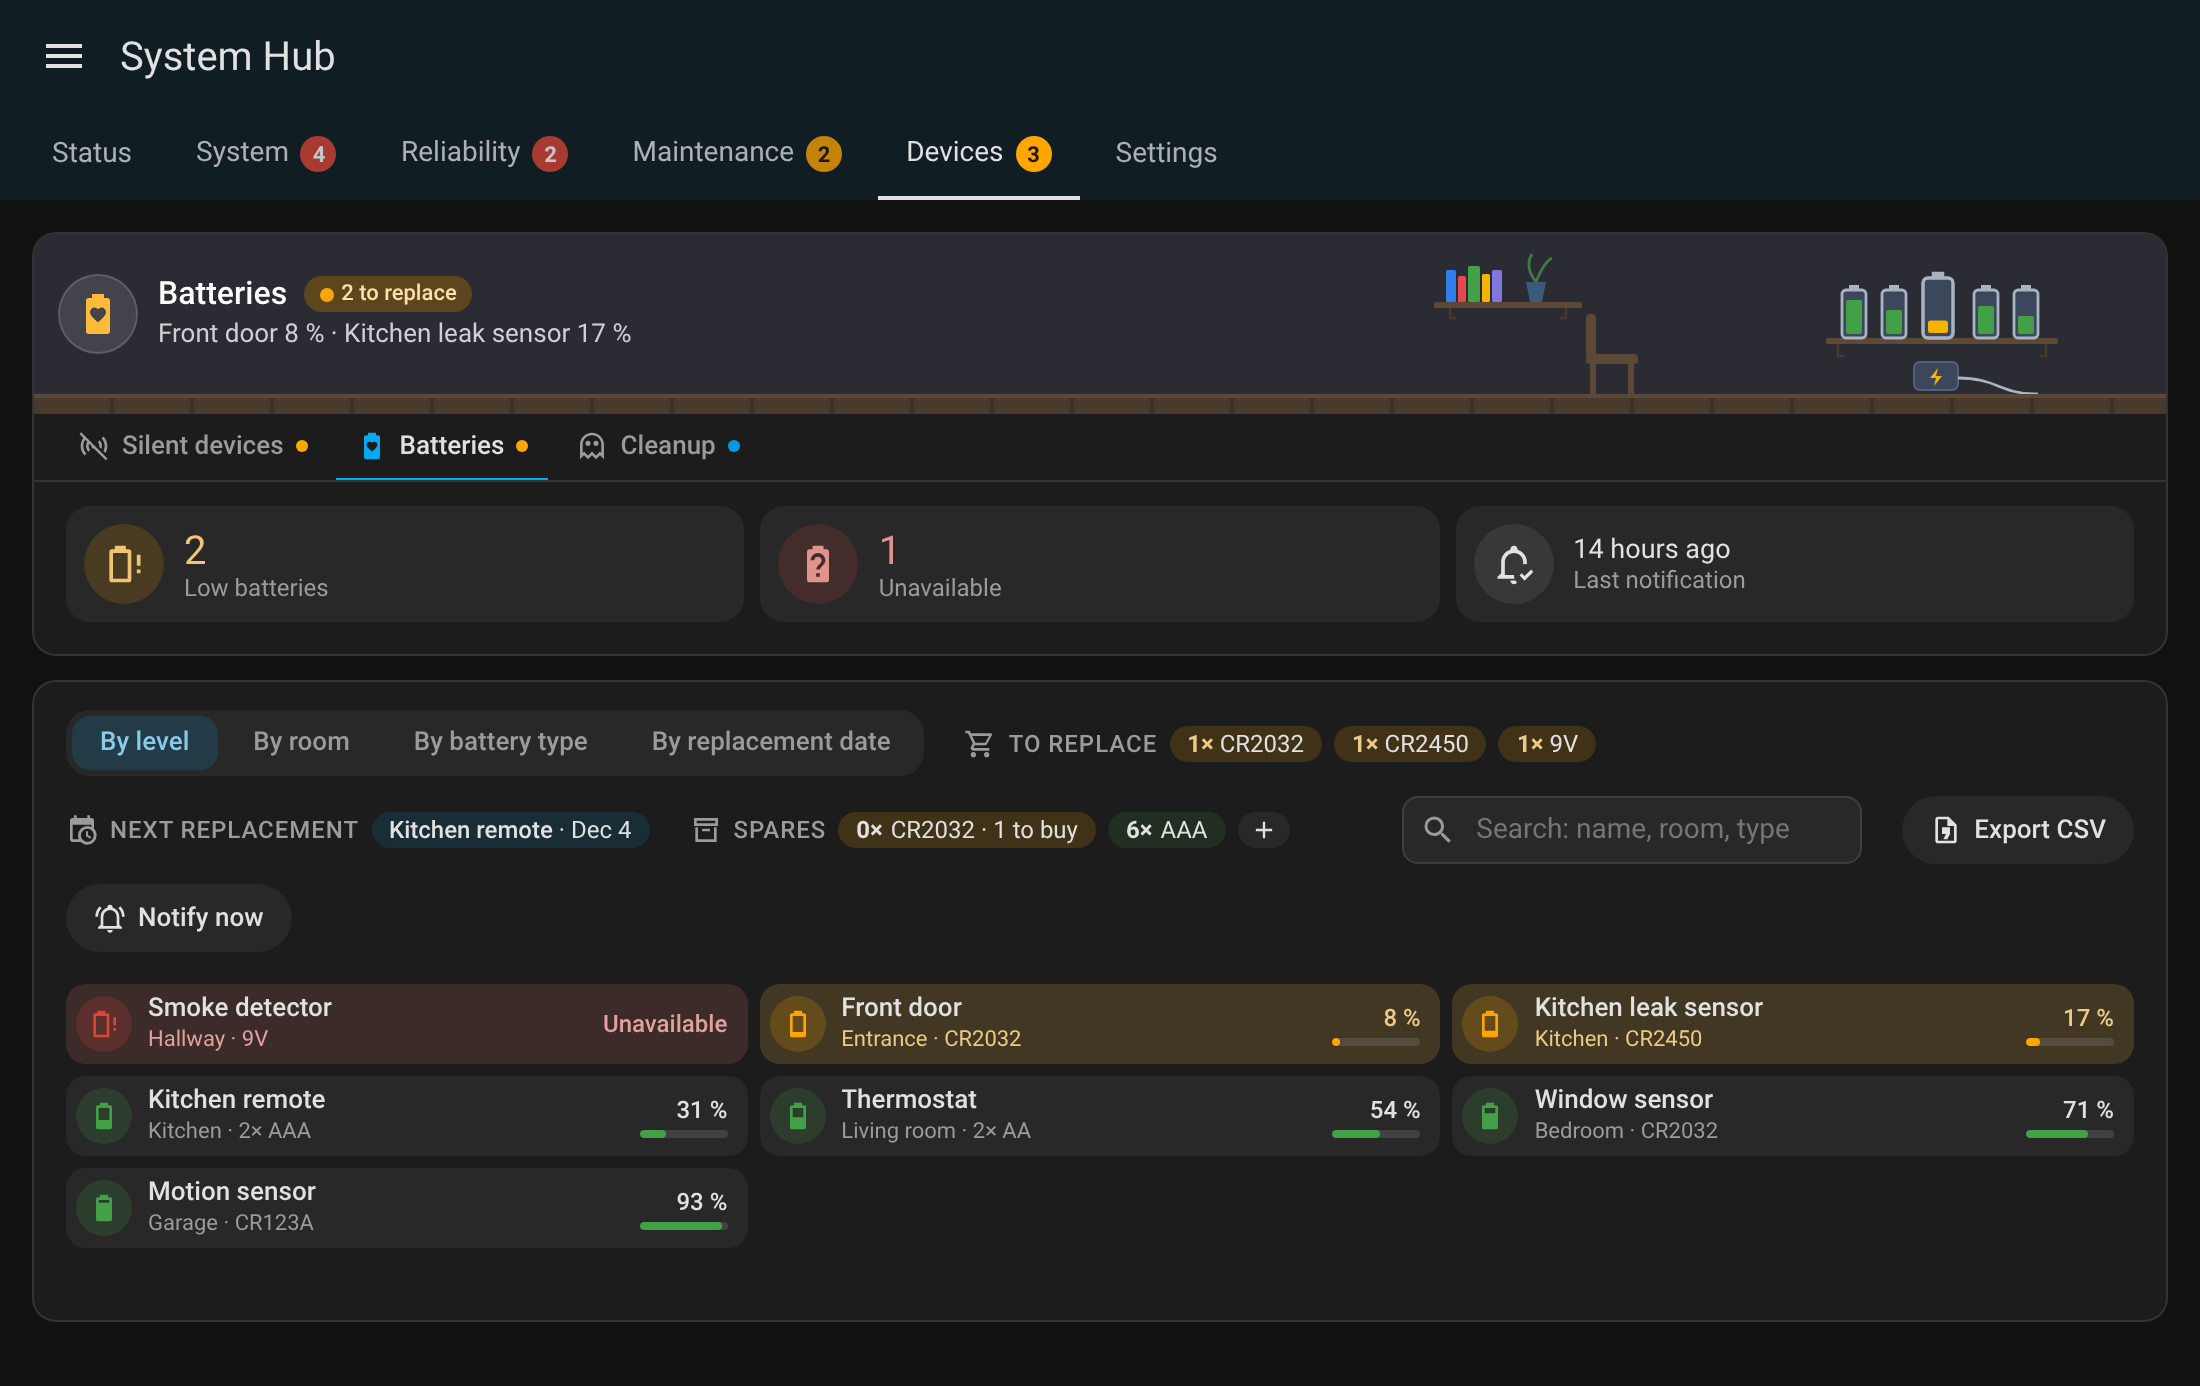 System Hub
Status System 4 Reliability 2 Maintenance 2 Devices 3 Settings
Batteries 2 to replace
Front door 8 % · Kitchen leak sensor 17 %
Silent devices Batteries Cleanup
2
Low batteries
1
Unavailable
14 hours ago
Last notification
By level By room By battery type By replacement date TO REPLACE 1× CR2032 1× CR2450 1× 9V
NEXT REPLACEMENT Kitchen remote · Dec 4 SPARES 0× CR2032 · 1 to buy 6× AAA + Search: name, room, type Export CSV
Notify now
Smoke detector
Hallway · 9V
Unavailable
Front door
Entrance · CR2032
8 %
Kitchen leak sensor
Kitchen · CR2450
17 %
Kitchen remote
Kitchen · 2× AAA
31 %
Thermostat
Living room · 2× AA
54 %
Window sensor
Bedroom · CR2032
71 %
Motion sensor
Garage · CR123A
93 %